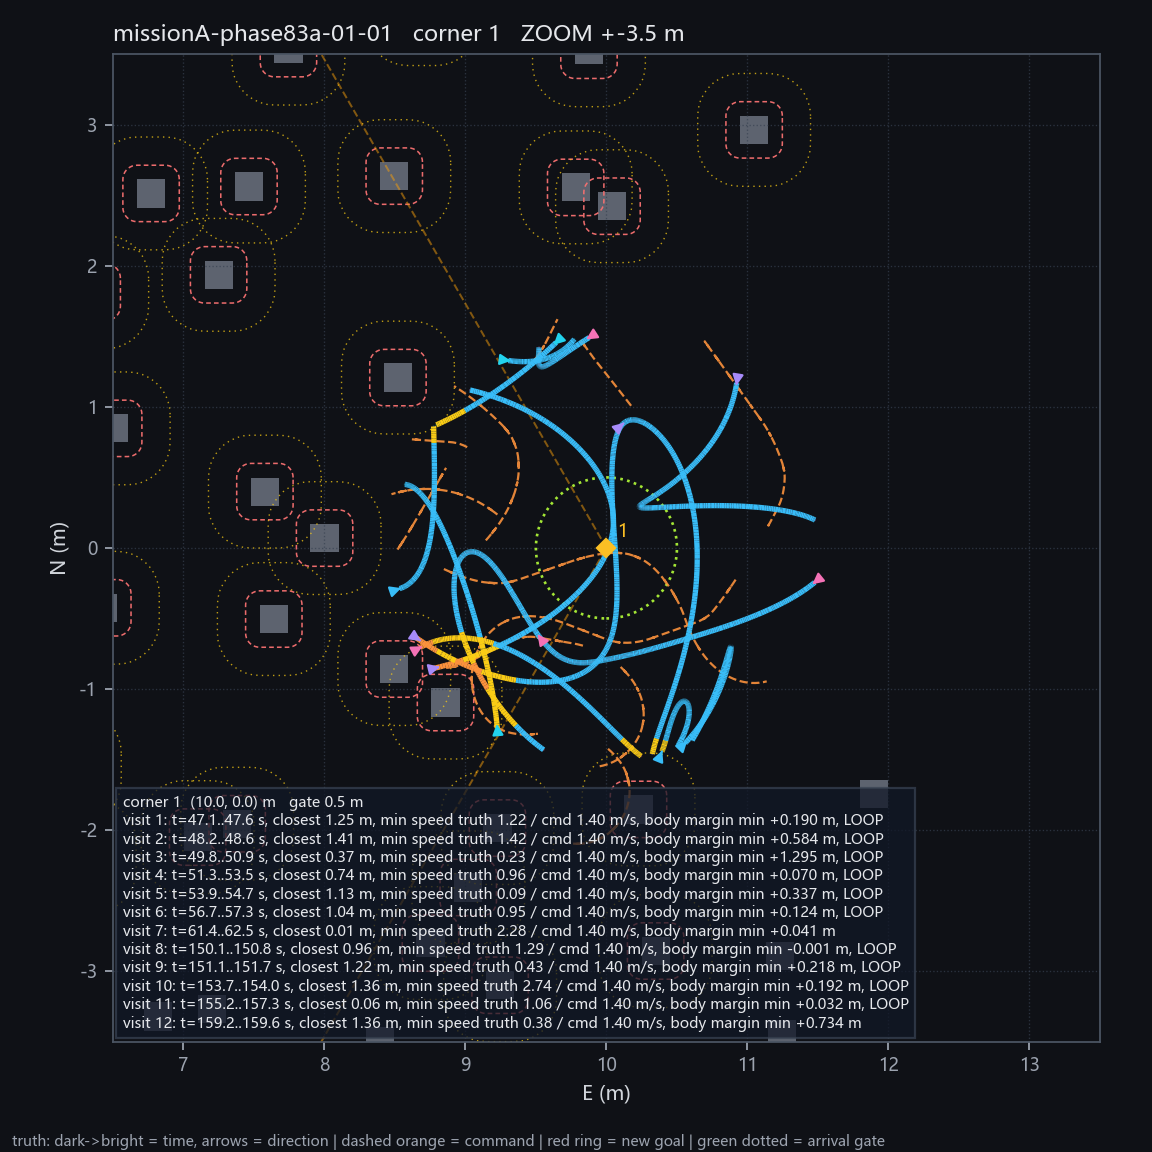 missionA-phase83a-01-01   corner 1   ZOOM +-3.5 m
3
2
1
0
-1
-2
-3
N (m)
1
corner 1  (10.0, 0.0) m   gate 0.5 m
visit 1: t=47.1..47.6 s, closest 1.25 m, min speed truth 1.22 / cmd 1.40 m/s, body margin min +0.190 m, LOOP
visit 2: t=48.2..48.6 s, closest 1.41 m, min speed truth 1.42 / cmd 1.40 m/s, body margin min +0.584 m, LOOP
visit 3: t=49.8..50.9 s, closest 0.37 m, min speed truth 0.23 / cmd 1.40 m/s, body margin min +1.295 m, LOOP
visit 4: t=51.3..53.5 s, closest 0.74 m, min speed truth 0.96 / cmd 1.40 m/s, body margin min +0.070 m, LOOP
visit 5: t=53.9..54.7 s, closest 1.13 m, min speed truth 0.09 / cmd 1.40 m/s, body margin min +0.337 m, LOOP
visit 6: t=56.7..57.3 s, closest 1.04 m, min speed truth 0.95 / cmd 1.40 m/s, body margin min +0.124 m, LOOP
visit 7: t=61.4..62.5 s, closest 0.01 m, min speed truth 2.28 / cmd 1.40 m/s, body margin min +0.041 m
visit 8: t=150.1..150.8 s, closest 0.96 m, min speed truth 1.29 / cmd 1.40 m/s, body margin min -0.001 m, LOOP
visit 9: t=151.1..151.7 s, closest 1.22 m, min speed truth 0.43 / cmd 1.40 m/s, body margin min +0.218 m, LOOP
visit 10: t=153.7..154.0 s, closest 1.36 m, min speed truth 2.74 / cmd 1.40 m/s, body margin min +0.192 m, LOOP
visit 11: t=155.2..157.3 s, closest 0.06 m, min speed truth 1.06 / cmd 1.40 m/s, body margin min +0.032 m, LOOP
visit 12: t=159.2..159.6 s, closest 1.36 m, min speed truth 0.38 / cmd 1.40 m/s, body margin min +0.734 m
7 8 9 10 11 12 13
E (m)
truth: dark->bright = time, arrows = direction | dashed orange = command | red ring = new goal | green dotted = arrival gate